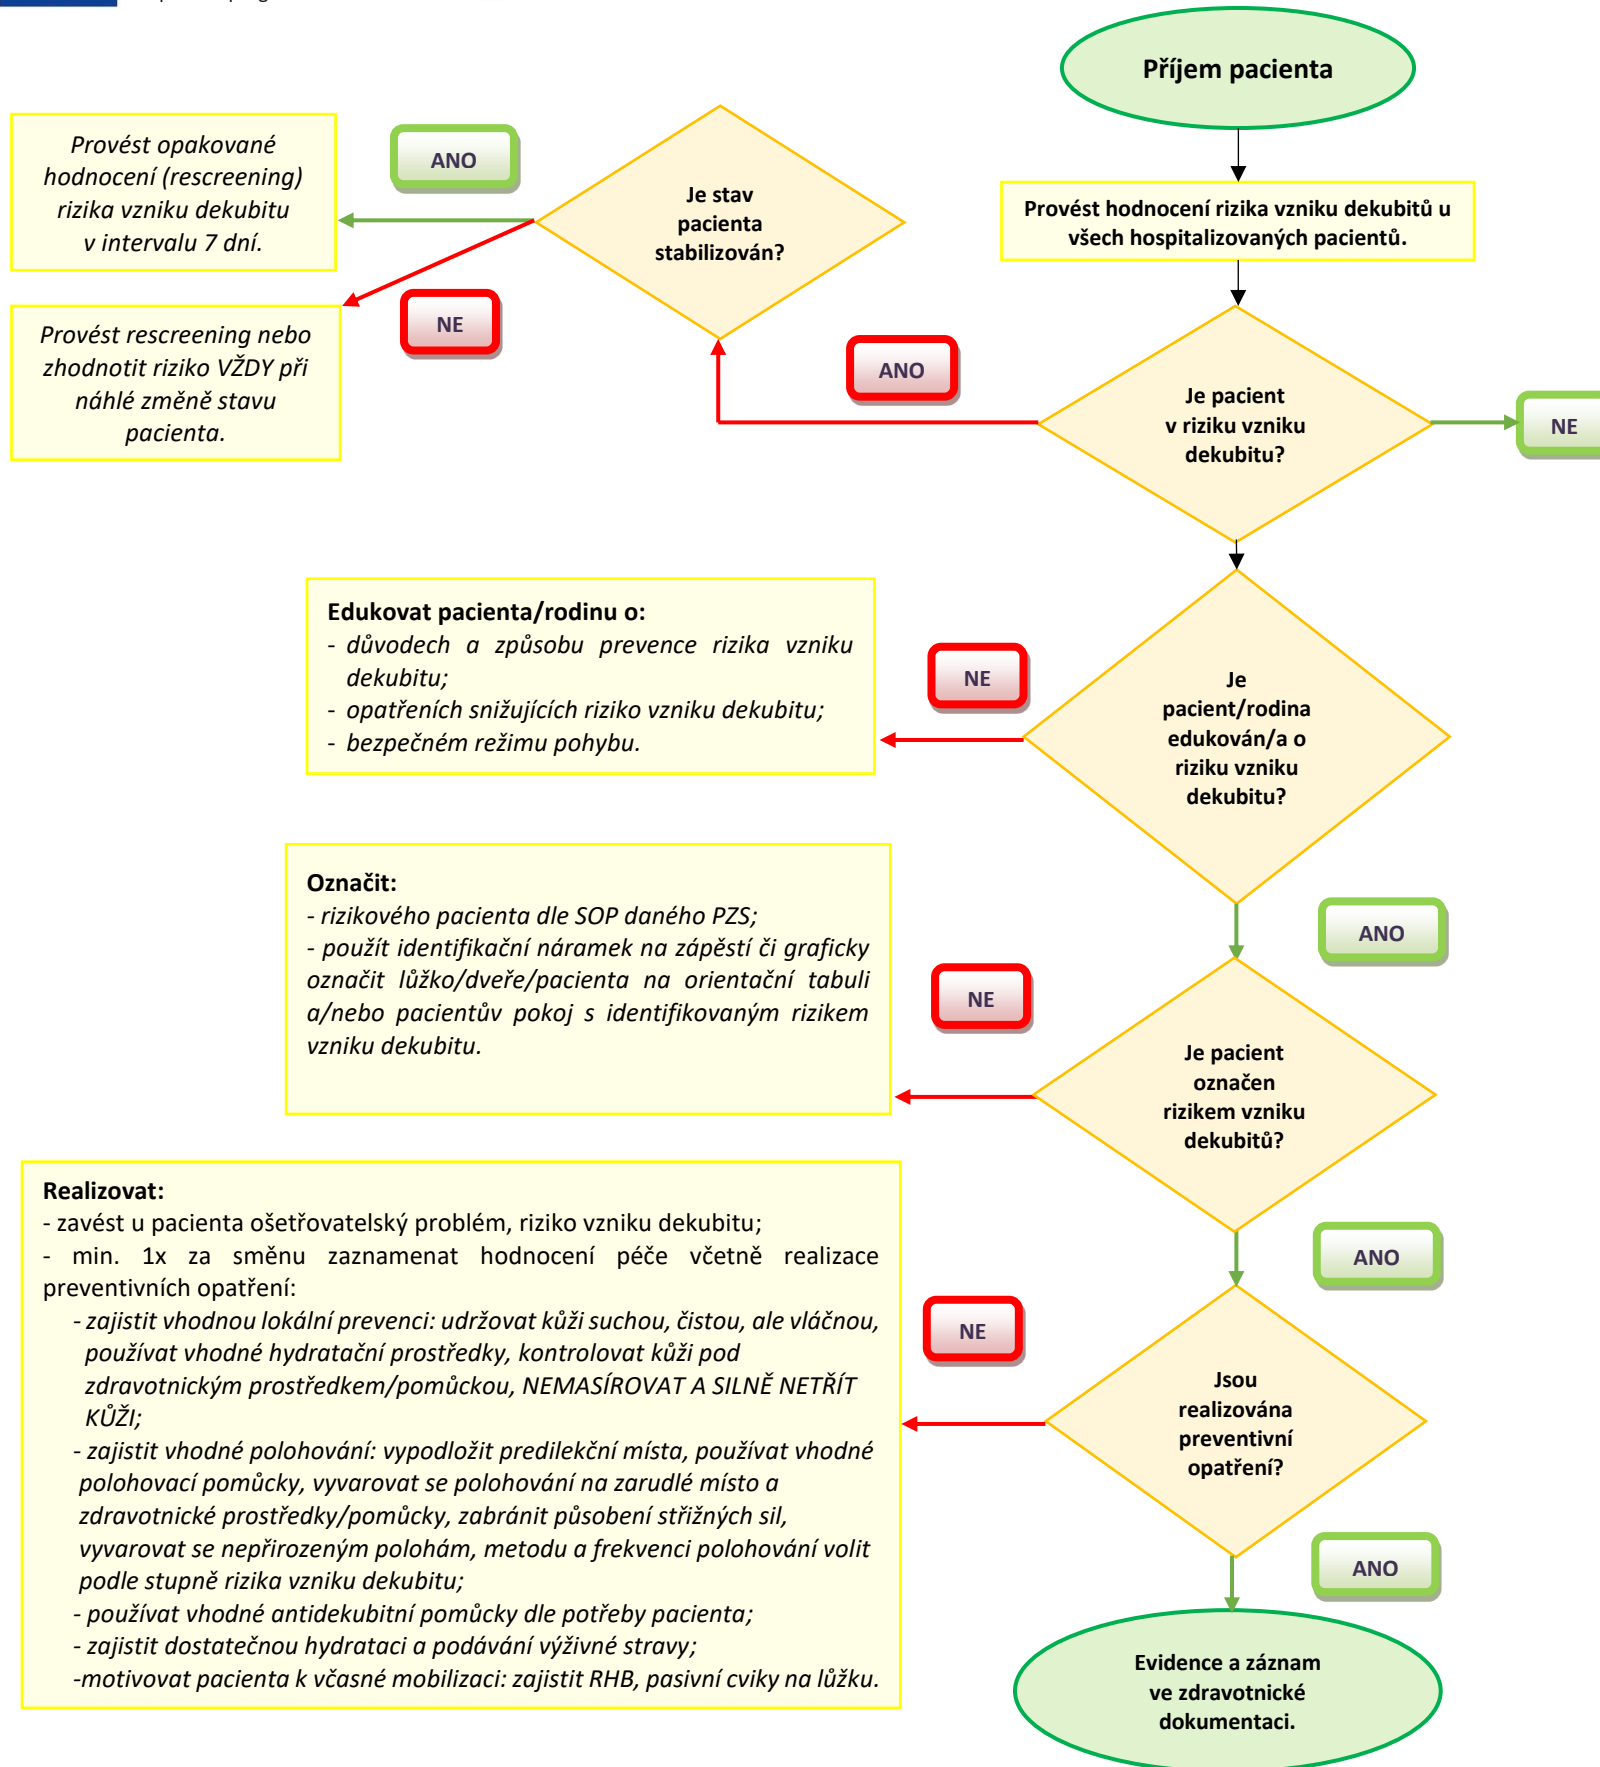 Příjem pacienta
Provést hodnocení rizika vzniku dekubitů u
všech hospitalizovaných pacientů.
Provést opakované
hodnocení (rescreening)
rizika vzniku dekubitu
v intervalu 7 dní.
ANO
Je stav
pacienta
stabilizován?
NE
Provést rescreening nebo
zhodnotit riziko VŽDY při
náhlé změně stavu
pacienta.
ANO
Je pacient
v riziku vzniku
dekubitu?
NE
Edukovat pacienta/rodinu o:
- důvodech a způsobu prevence rizika vzniku
dekubitu;
- opatřeních snižujících riziko vzniku dekubitu;
- bezpečném režimu pohybu.
NE
Je
pacient/rodina
edukován/a o
riziku vzniku
dekubitu?
ANO
Označit:
- rizikového pacienta dle SOP daného PZS;
- použít identifikační náramek na zápěstí či graficky
označit lůžko/dveře/pacienta na orientační tabuli
a/nebo pacientův pokoj s identifikovaným rizikem
vzniku dekubitu.
NE
Je pacient
označen
rizikem vzniku
dekubitů?
ANO
Realizovat:
- zavést u pacienta ošetřovatelský problém, riziko vzniku dekubitu;
- min. 1x za směnu zaznamenat hodnocení péče včetně realizace
preventivních opatření:
- zajistit vhodnou lokální prevenci: udržovat kůži suchou, čistou, ale vláčnou,
používat vhodné hydratační prostředky, kontrolovat kůži pod
zdravotnickým prostředkem/pomůckou, NEMASÍROVAT A SILNĚ NETŘÍT
KŮŽI;
- zajistit vhodné polohování: vypodložit predilekční místa, používat vhodné
polohovací pomůcky, vyvarovat se polohování na zarudlé místo a
zdravotnické prostředky/pomůcky, zabránit působení střižných sil,
vyvarovat se nepřirozeným polohám, metodu a frekvenci polohování volit
podle stupně rizika vzniku dekubitu;
- používat vhodné antidekubitní pomůcky dle potřeby pacienta;
- zajistit dostatečnou hydrataci a podávání výživné stravy;
-motivovat pacienta k včasné mobilizaci: zajistit RHB, pasivní cviky na lůžku.
NE
Jsou
realizována
preventivní
opatření?
ANO
Evidence a záznam
ve zdravotnické
dokumentaci.